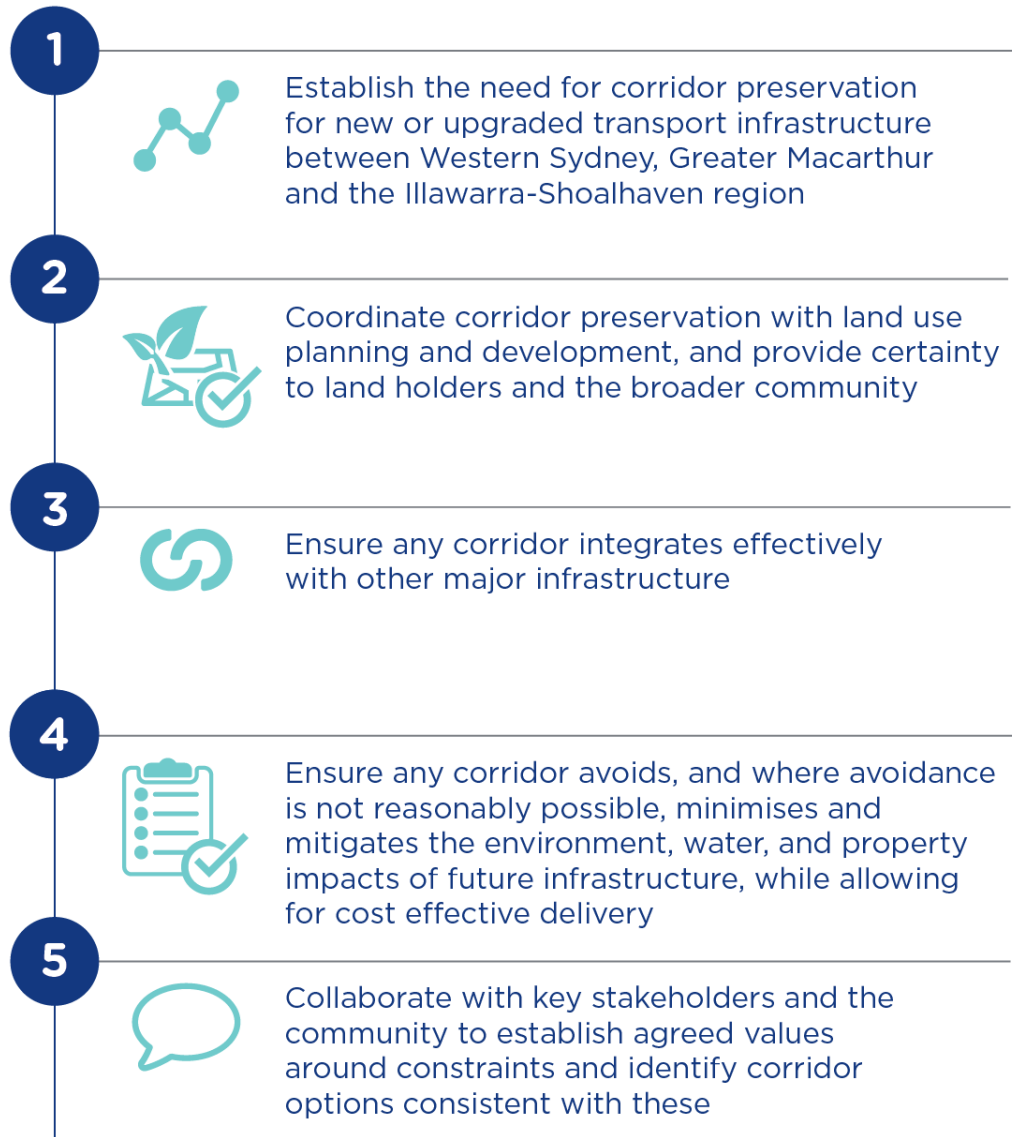 1
Establish the need for corridor preservation
for new or upgraded transport infrastructure
between Western Sydney, Greater Macarthur
and the Illawarra-Shoalhaven region
2
Coordinate corridor preservation with land use
planning and development, and provide certainty
to land holders and the broader community
3
Ensure any corridor integrates effectively
with other major infrastructure
4
Ensure any corridor avoids, and where avoidance
is not reasonably possible, minimises and
mitigates the environment, water, and property
impacts of future infrastructure, while allowing
for cost effective delivery
5
Collaborate with key stakeholders and the
community to establish agreed values
around constraints and identify corridor
options consistent with these